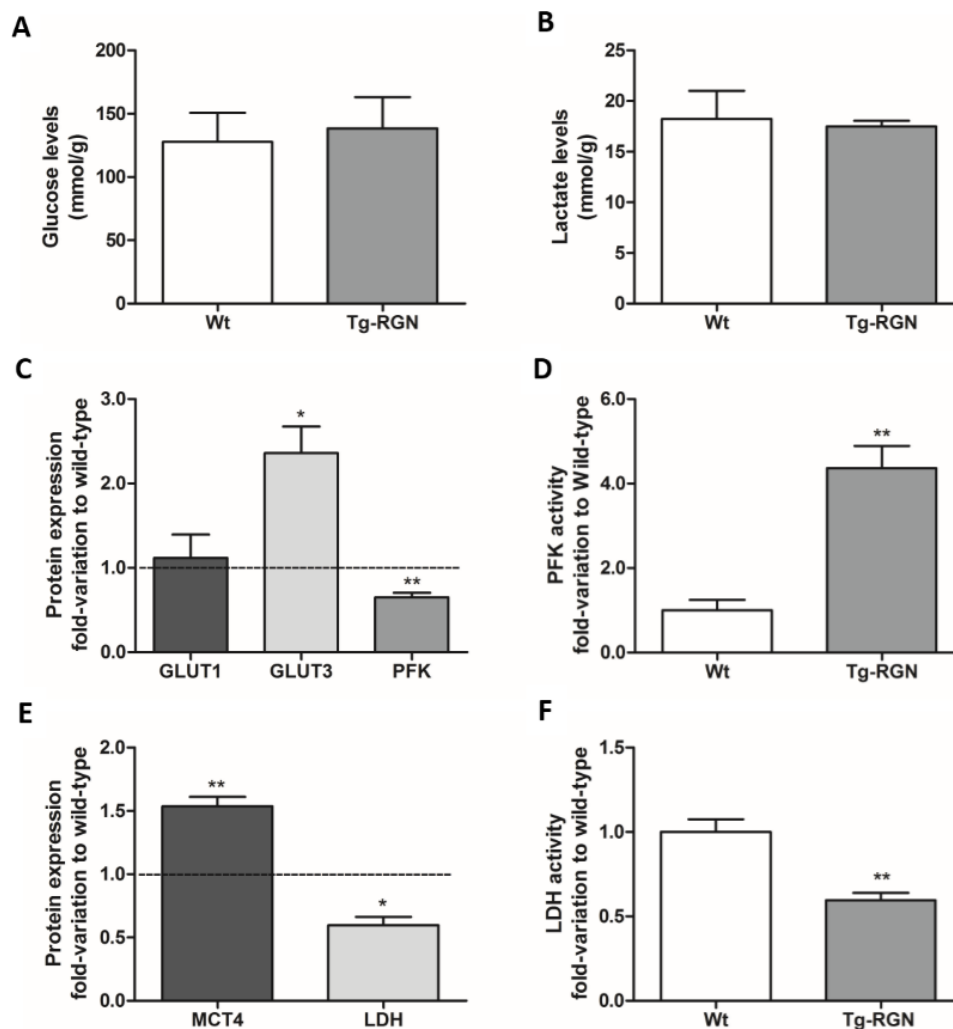 A
Glucose levels
(mmol/g)
200
150
100
50
0
Wt
Tg-RGN
B
Lactate levels
(mmol/g)
25
20
15
10
5
0
Wt
Tg-RGN
C
Protein expression
fold-variation to wild-type
3.0
2.0
1.0
0.0
*
**
GLUT1
GLUT3
PFK
D
PFK activity
fold-variation to Wild-type
6.0
4.0
2.0
0.0
**
Wt
Tg-RGN
E
Protein expression
fold-variation to wild-type
2.0
1.5
1.0
0.5
0.0
**
*
MCT4
LDH
F
LDH activity
fold-variation to wild-type
1.5
1.0
0.5
0.0
**
Wt
Tg-RGN